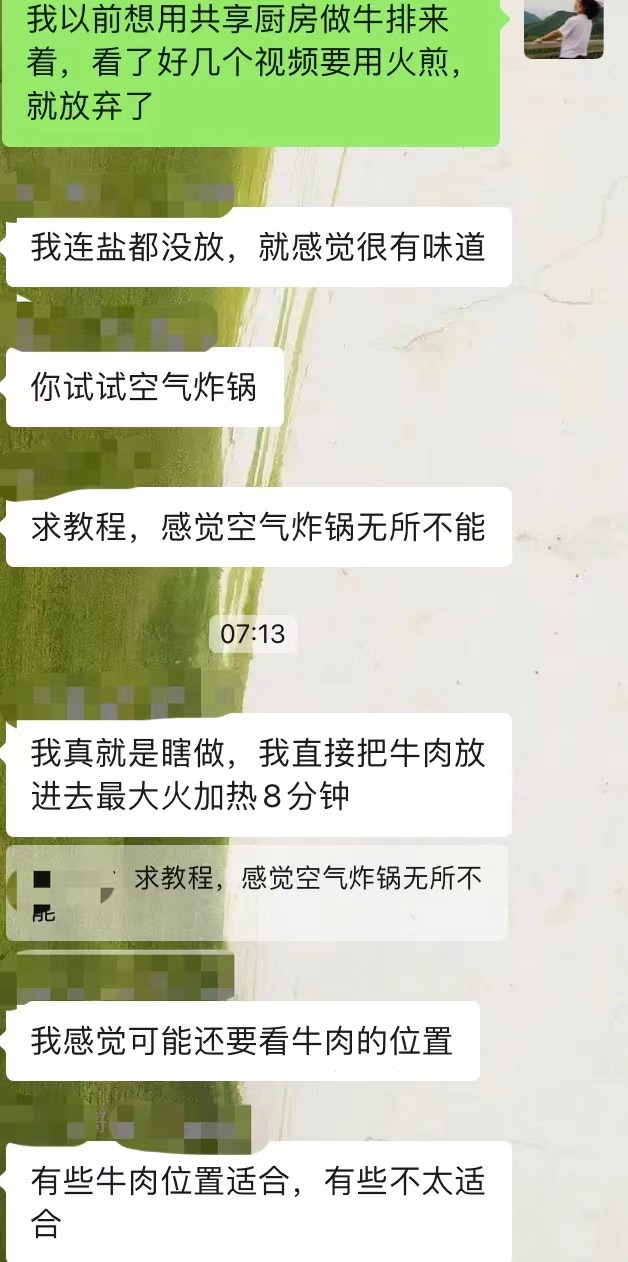 我以前想用共享厨房做牛排来
着，看了好几个视频要用火煎，
就放弃了
我连盐都没放，就感觉很有味道
你试试空气炸锅
求教程，感觉空气炸锅无所不能
07:13
我真就是瞎做，我直接把牛肉放
进去最大火加热8分钟
求教程，感觉空气炸锅无所不
能
我感觉可能还要看牛肉的位置
有些牛肉位置适合，有些不太适
合